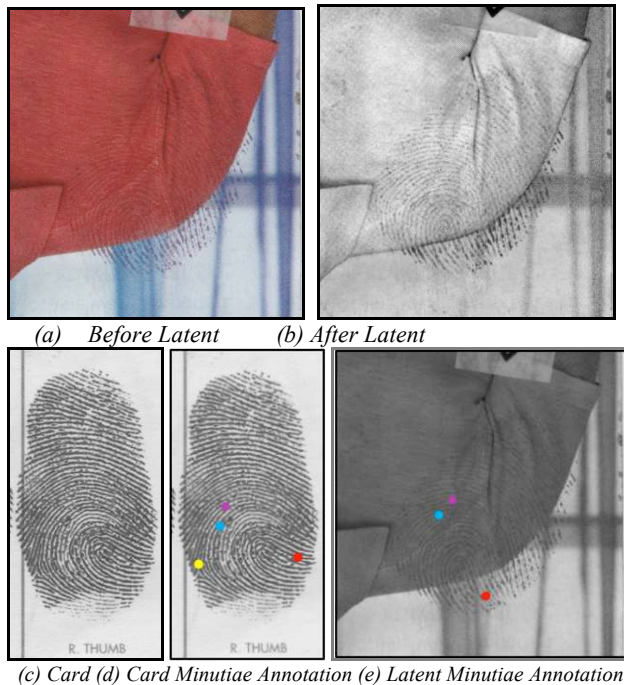 (a) Before Latent (b) After Latent
R. THUMB R. THUMB
(c) Card (d) Card Minutiae Annotation (e) Latent Minutiae Annotation